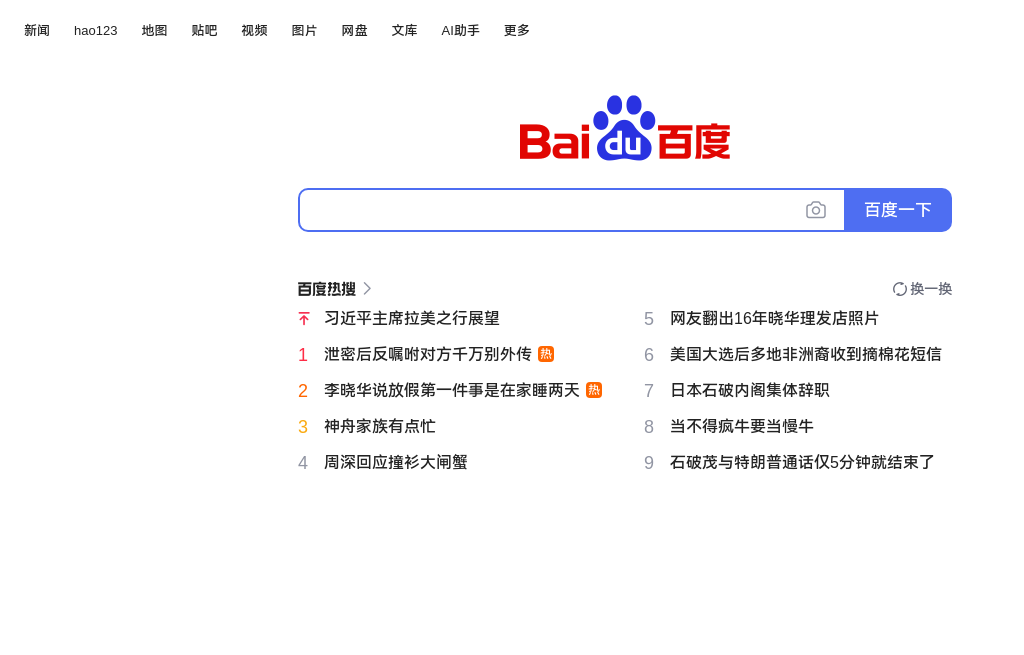 新闻 hao123 地图 贴吧 视频 图片 网盘 文库 AI助手 更多
Bai du 百度
百度一下
百度热搜 换一换
习近平主席拉美之行展望
1 泄密后反嘱咐对方千万别外传 热
2 李晓华说放假第一件事是在家睡两天 热
3 神舟家族有点忙
4 周深回应撞衫大闸蟹
5 网友翻出16年晓华理发店照片
6 美国大选后多地非洲裔收到摘棉花短信
7 日本石破内阁集体辞职
8 当不得疯牛要当慢牛
9 石破茂与特朗普通话仅5分钟就结束了